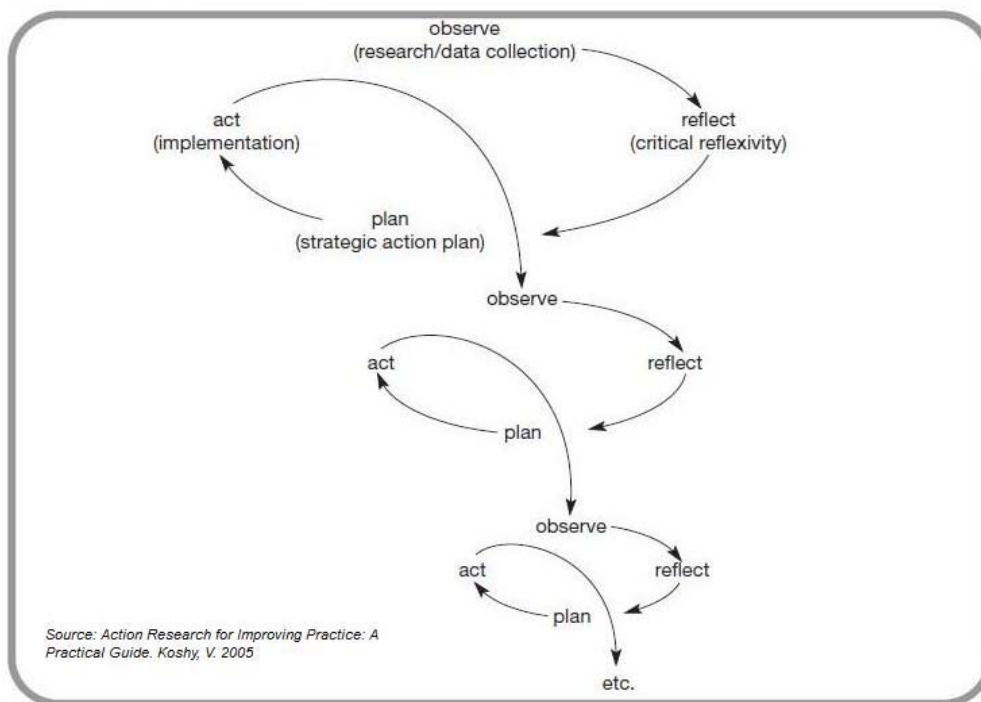 observe
(research/data collection)
reflect
(critical reflexivity)
act
(implementation)
plan
(strategic action plan)
observe
reflect
act
plan
observe
reflect
act
plan
etc.
Source: Action Research for Improving Practice: A
Practical Guide. Koshy, V. 2005